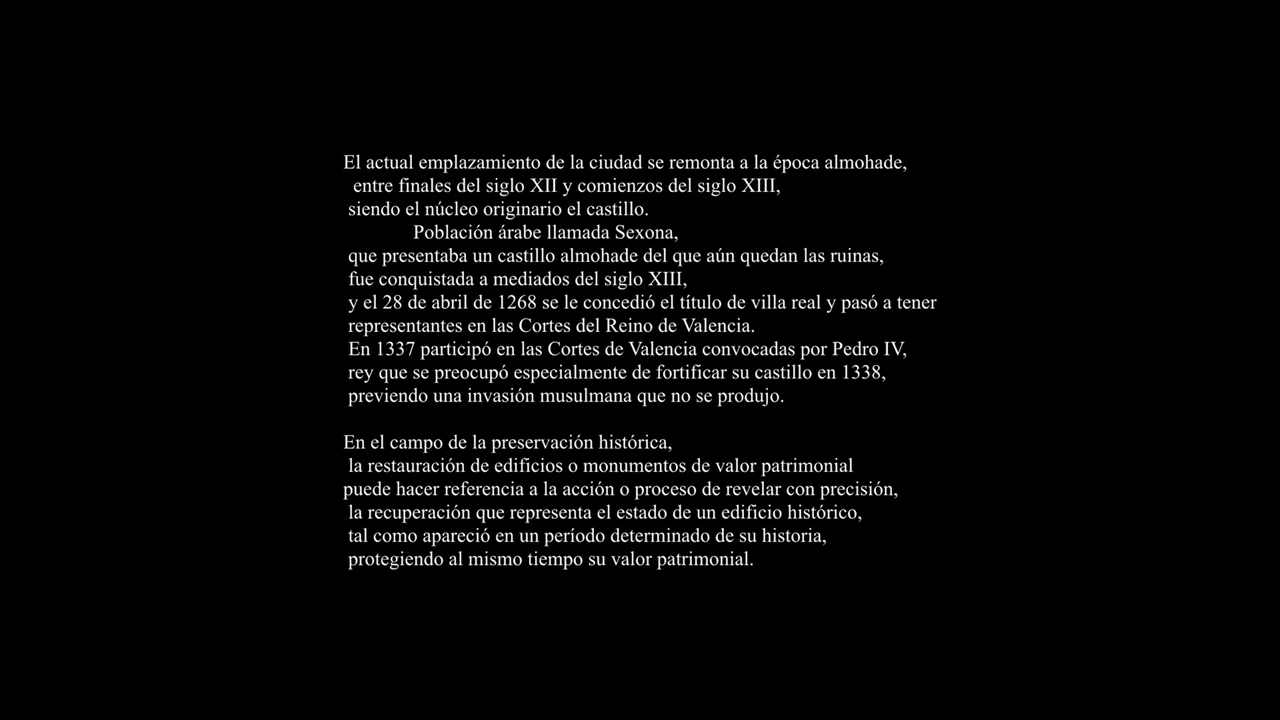 El actual emplazamiento de la ciudad se remonta a la época almohade,
entre finales del siglo XII y comienzos del siglo XIII,
siendo el núcleo originario el castillo.
Población árabe llamada Sexona,
que presentaba un castillo almohade del que aún quedan las ruinas,
fue conquistada a mediados del siglo XIII,
y el 28 de abril de 1268 se le concedió el título de villa real y pasó a tener
representantes en las Cortes del Reino de Valencia.
En 1337 participó en las Cortes de Valencia convocadas por Pedro IV,
rey que se preocupó especialmente de fortificar su castillo en 1338,
previendo una invasión musulmana que no se produjo.
En el campo de la preservación histórica,
la restauración de edificios o monumentos de valor patrimonial
puede hacer referencia a la acción o proceso de revelar con precisión,
la recuperación que representa el estado de un edificio histórico,
tal como apareció en un período determinado de su historia,
protegiendo al mismo tiempo su valor patrimonial.